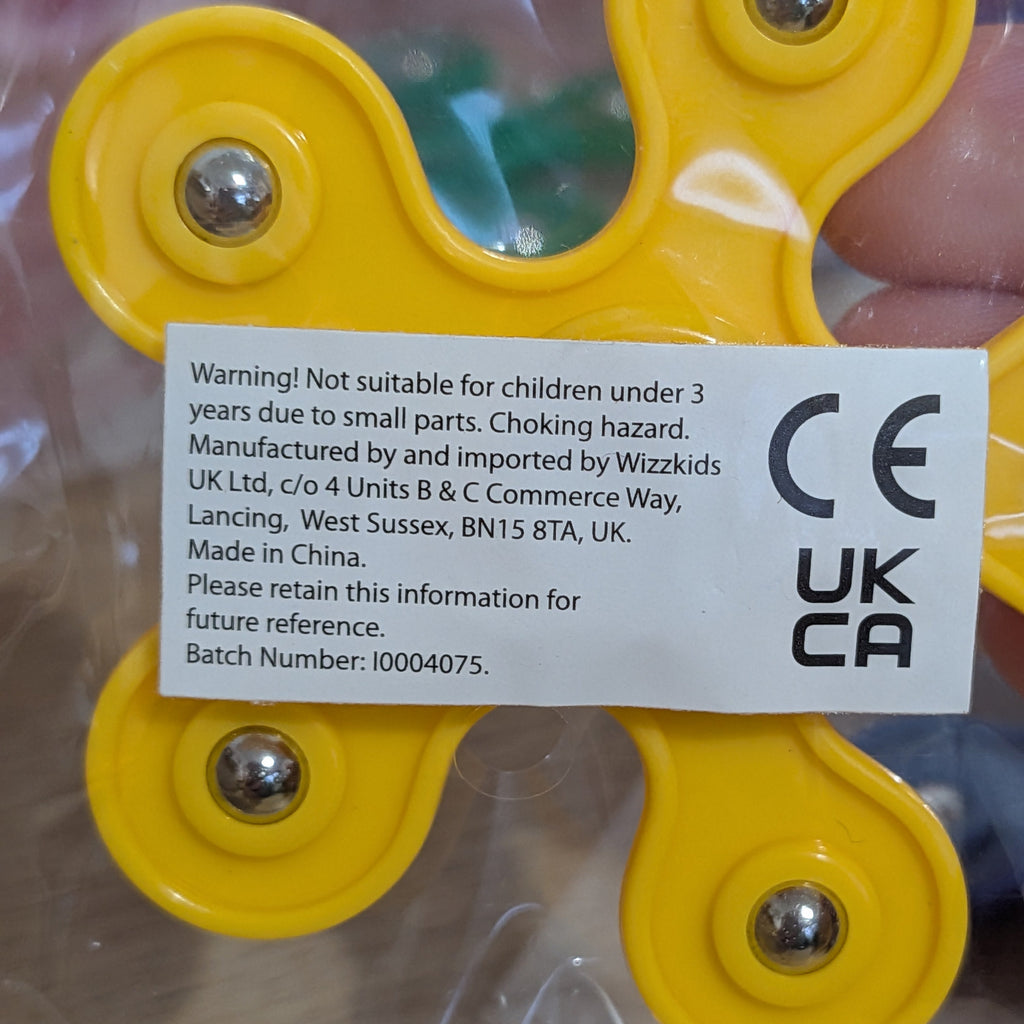 Warning! Not suitable for children under 3
years due to small parts. Choking hazard.
Manufactured by and imported by Wizzkids
UK Ltd, c/o 4 Units B & C Commerce Way,
Lancing, West Sussex, BN15 8TA, UK.
Made in China.
Please retain this information for
future reference.
Batch Number: I0004075.
CE
UK
CA